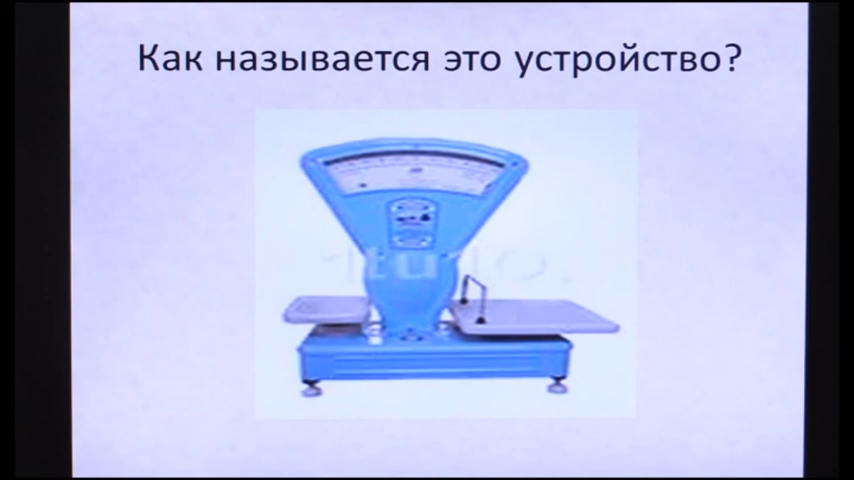 Как называется это устройство?